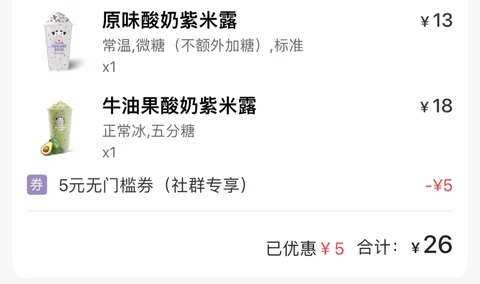 原味酸奶紫米露
¥13
常温,微糖（不额外加糖）,标准
x1
牛油果酸奶紫米露
¥18
正常冰,五分糖
x1
券 5元无门槛券（社群专享）
-¥5
已优惠 ¥5 合计： ¥26